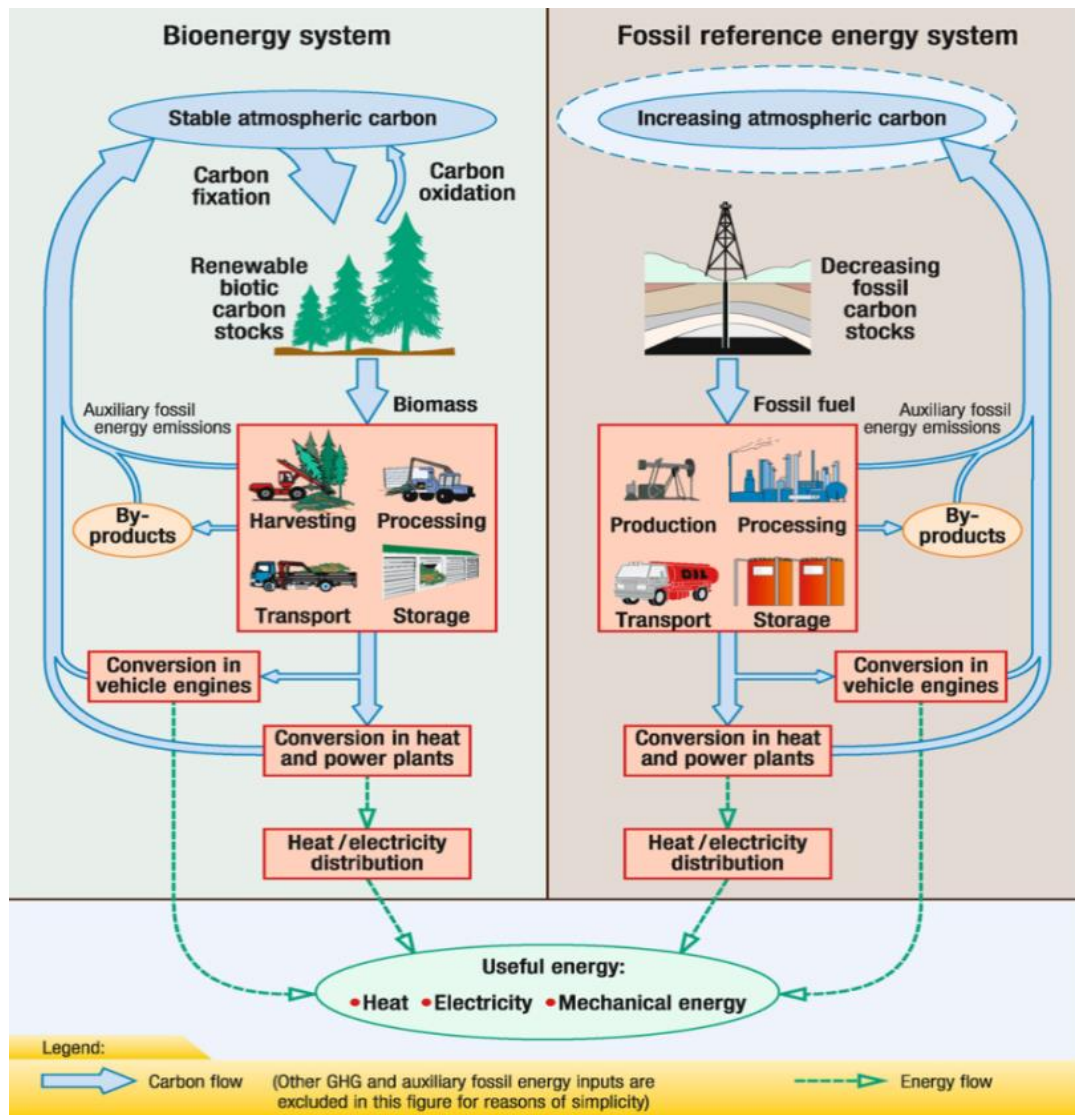 Bioenergy system
Stable atmospheric carbon
Carbon
fixation
Carbon
oxidation
Renewable
biotic
carbon
stocks
Biomass
Auxiliary fossil
energy emissions
Harvesting
Processing
By-
products
Transport
Storage
Conversion in
vehicle engines
Conversion in heat
and power plants
Heat / electricity
distribution
Fossil reference energy system
Increasing atmospheric carbon
Decreasing
fossil
carbon
stocks
Fossil fuel
Auxiliary fossil
energy emissions
Production
Processing
By-
products
OIL
Transport
Storage
Conversion in
vehicle engines
Conversion in heat
and power plants
Heat / electricity
distribution
Useful energy:
•Heat •Electricity •Mechanical energy
Legend:
Carbon flow
(Other GHG and auxiliary fossil energy inputs are
excluded in this figure for reasons of simplicity)
Energy flow